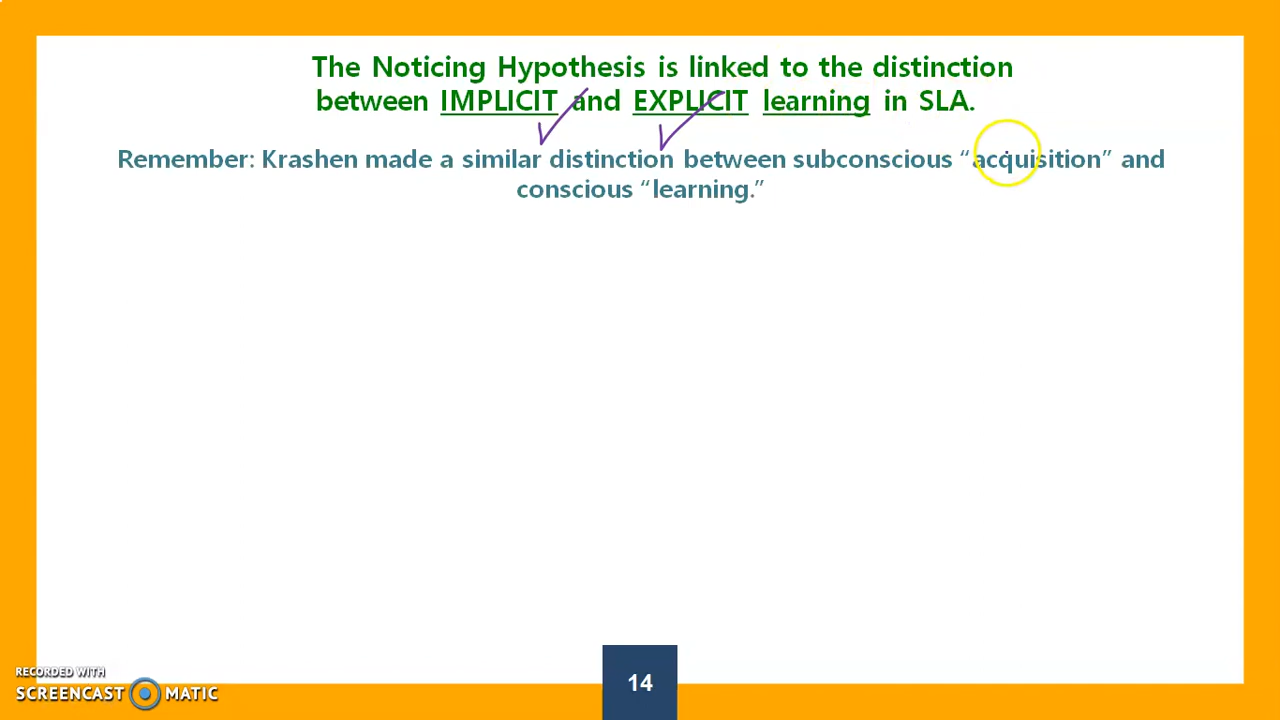 The Noticing Hypothesis is linked to the distinction
between IMPLICIT and EXPLICIT learning in SLA.
Remember: Krashen made a similar distinction between subconscious “acquisition” and
conscious “learning.”
14
RECORDED WITH
SCREENCAST MATIC